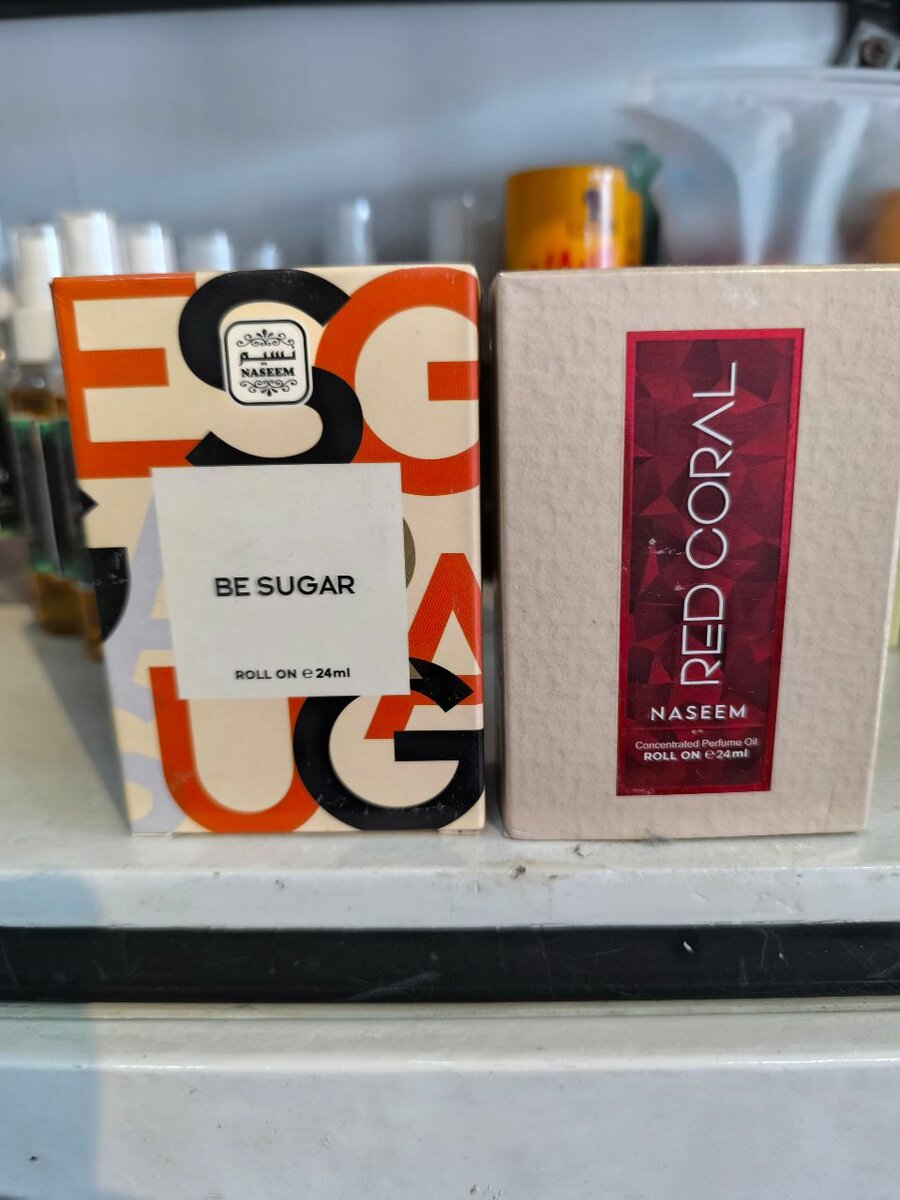 نسيم
NASEEM
BE SUGAR
ROLL ON ℮ 24ml
RED CORAL
NASEEM
Concentrated Perfume Oil
ROLL ON ℮ 24ml